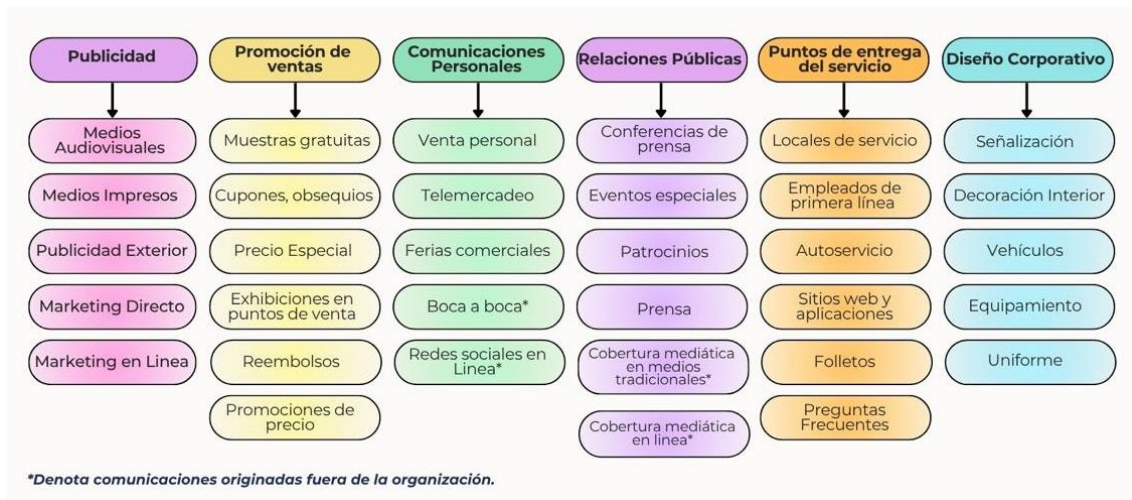 Publicidad
Medios
Audiovisuales
Medios Impresos
Publicidad Exterior
Marketing Directo
Marketing en Linea
Promoción de
ventas
Muestras gratuitas
Cupones, obsequios
Precio Especial
Exhibiciones en
puntos de venta
Reembolsos
Promociones de
precio
Comunicaciones
Personales
Venta personal
Telemercadeo
Ferias comerciales
Boca a boca*
Redes sociales en
Linea*
Relaciones Públicas
Conferencias de
prensa
Eventos especiales
Patrocinios
Prensa
Cobertura mediática
en medios
tradicionales*
Cobertura mediática
en linea*
Puntos de entrega
del servicio
Locales de servicio
Empleados de
primera línea
Autoservicio
Sitios web y
aplicaciones
Folletos
Preguntas
Frecuentes
Diseño Corporativo
Señalización
Decoración Interior
Vehículos
Equipamiento
Uniforme
*Denota comunicaciones originadas fuera de la organización.